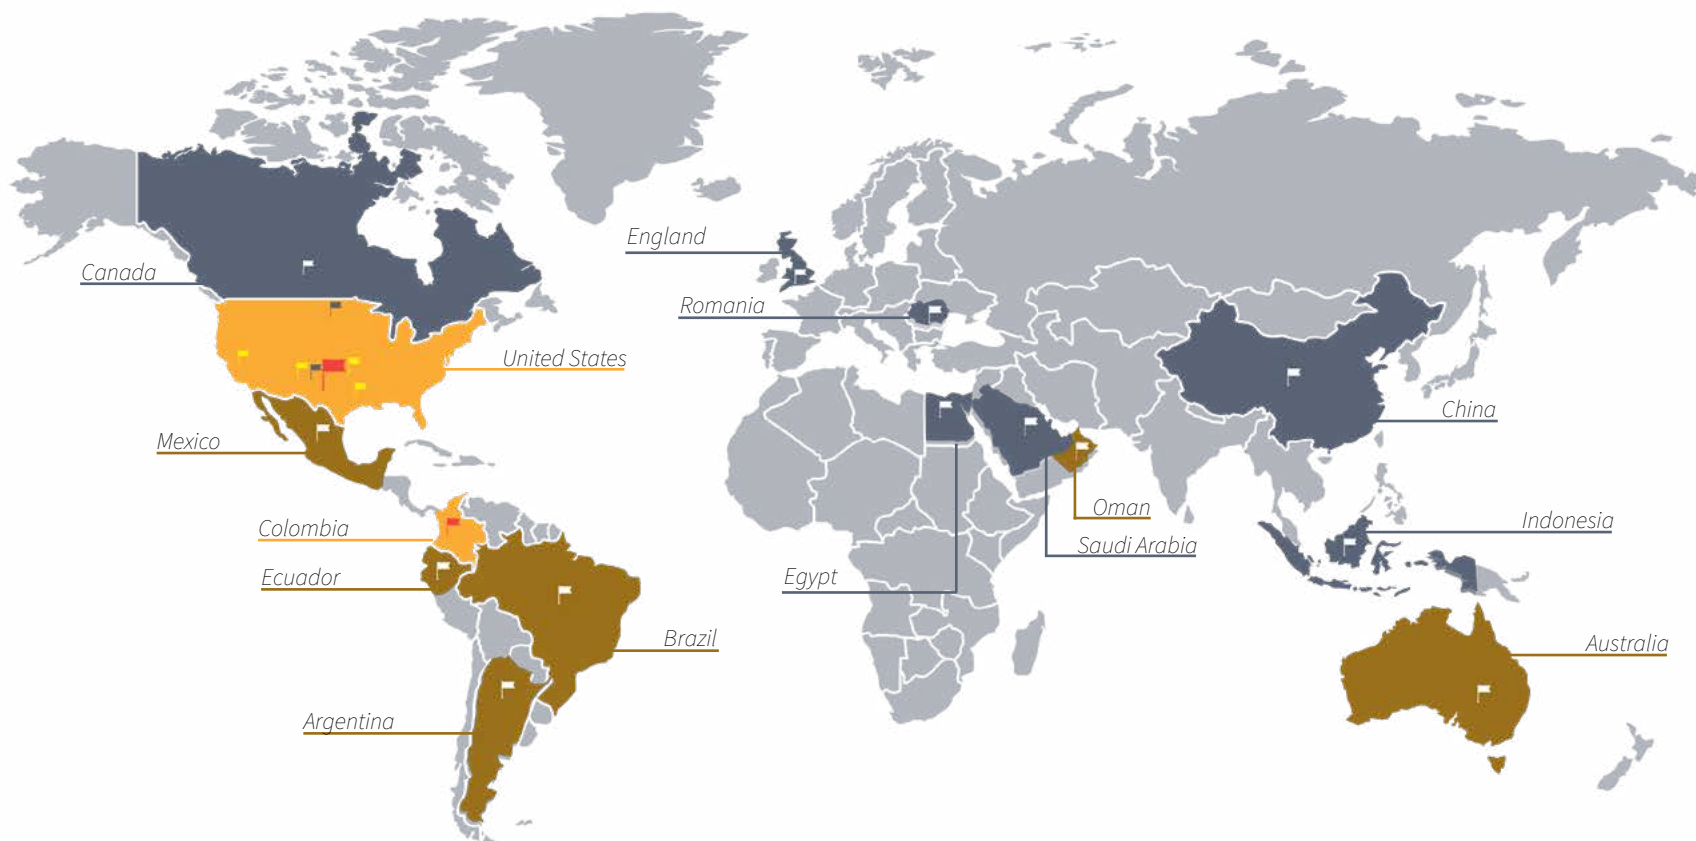 England
Canada
Romania
United States
China
Mexico
Oman
Indonesia
Colombia
Saudi Arabia
Ecuador
Egypt
Brazil
Australia
Argentina